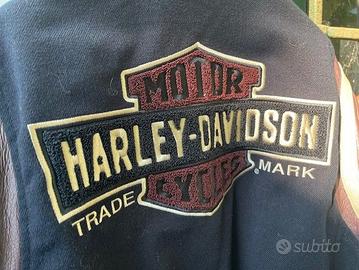 MOTOR
HARLEY-DAVIDSON
CYCLES
TRADE MARK
subito